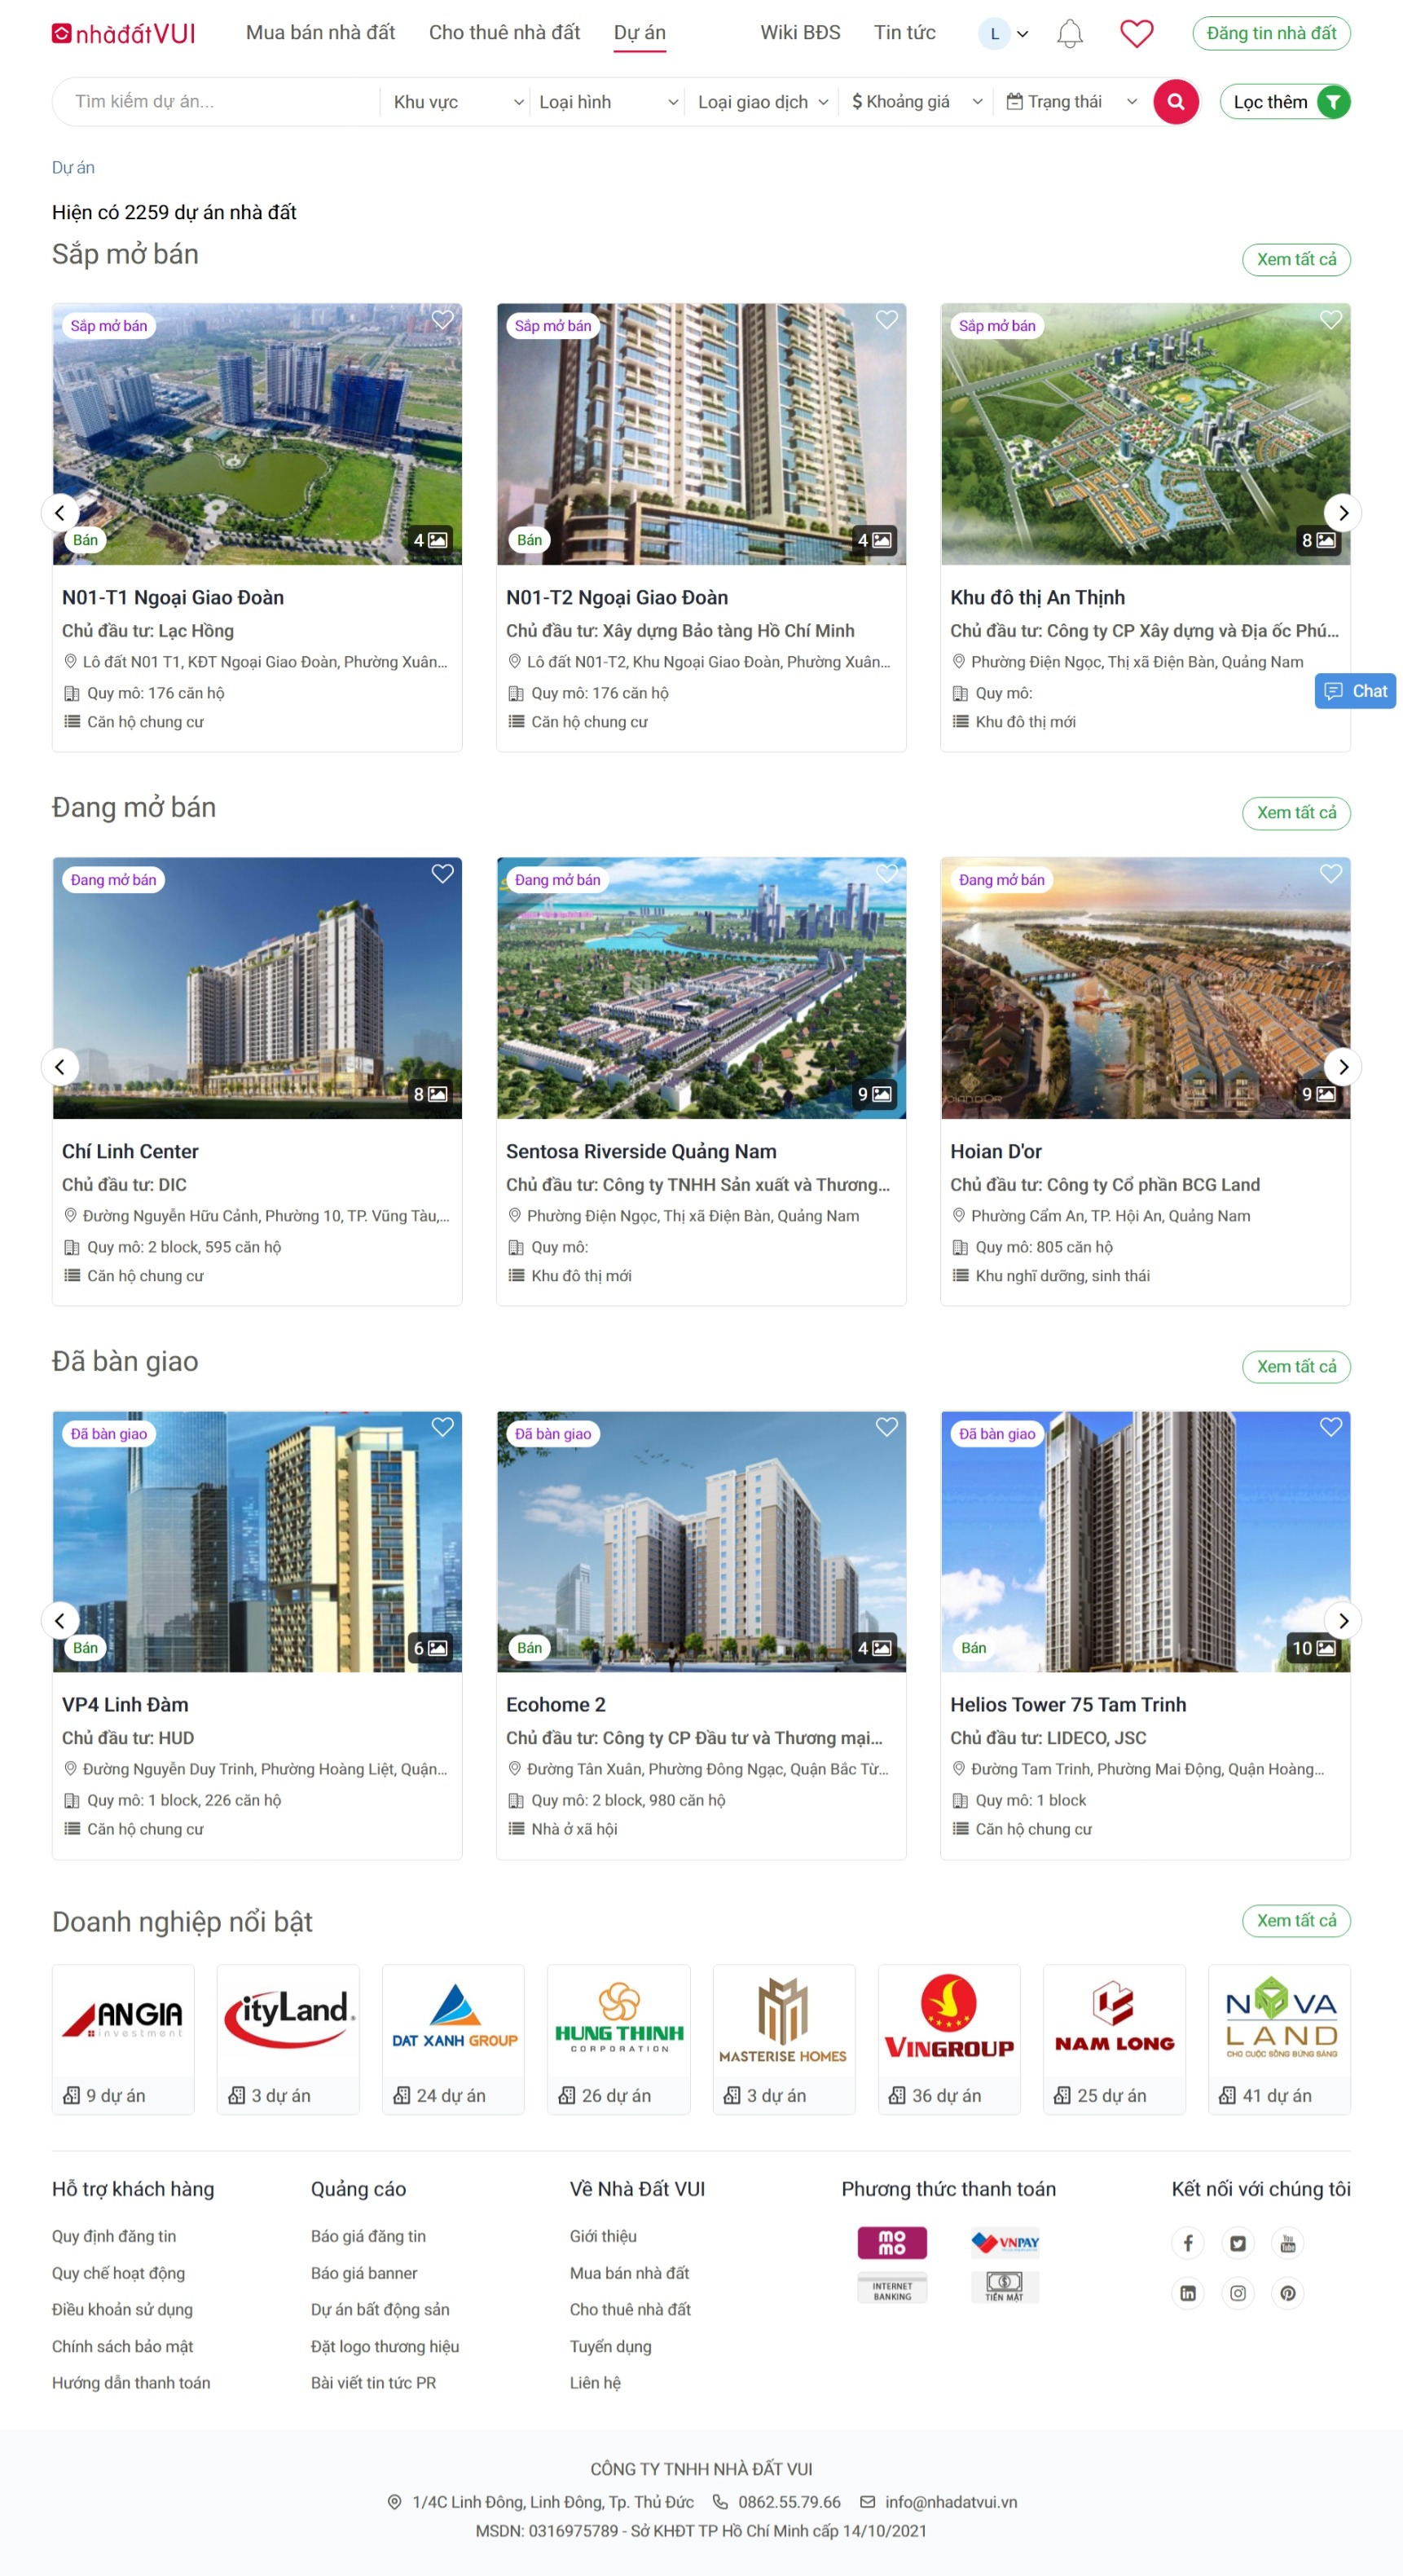 nhàđấtVUI
Mua bán nhà đất
Cho thuê nhà đất
Dự án
Wiki BĐS
Tin tức
L
Đăng tin nhà đất
Tìm kiếm dự án...
Khu vực
Loại hình
Loại giao dịch
$ Khoảng giá
Trạng thái
Lọc thêm
Dự án
Hiện có 2259 dự án nhà đất
Sắp mở bán
Xem tất cả
Sắp mở bán
Bán
4
N01-T1 Ngoại Giao Đoàn
Chủ đầu tư: Lạc Hồng
Lô đất N01 T1, KĐT Ngoại Giao Đoàn, Phường Xuân...
Quy mô: 176 căn hộ
Căn hộ chung cư
Sắp mở bán
Bán
4
N01-T2 Ngoại Giao Đoàn
Chủ đầu tư: Xây dựng Bảo tàng Hồ Chí Minh
Lô đất N01-T2, Khu Ngoại Giao Đoàn, Phường Xuân...
Quy mô: 176 căn hộ
Căn hộ chung cư
Sắp mở bán
8
Khu đô thị An Thịnh
Chủ đầu tư: Công ty CP Xây dựng và Địa ốc Phú...
Phường Điện Ngọc, Thị xã Điện Bàn, Quảng Nam
Quy mô:
Khu đô thị mới
Chat
Đang mở bán
Xem tất cả
Đang mở bán
8
Chí Linh Center
Chủ đầu tư: DIC
Đường Nguyễn Hữu Cảnh, Phường 10, TP. Vũng Tàu,...
Quy mô: 2 block, 595 căn hộ
Căn hộ chung cư
Đang mở bán
9
Sentosa Riverside Quảng Nam
Chủ đầu tư: Công ty TNHH Sản xuất và Thương...
Phường Điện Ngọc, Thị xã Điện Bàn, Quảng Nam
Quy mô:
Khu đô thị mới
Đang mở bán
9
Hoian D'or
Chủ đầu tư: Công ty Cổ phần BCG Land
Phường Cẩm An, TP. Hội An, Quảng Nam
Quy mô: 805 căn hộ
Khu nghĩ dưỡng, sinh thái
Đã bàn giao
Xem tất cả
Đã bàn giao
Bán
6
VP4 Linh Đàm
Chủ đầu tư: HUD
Đường Nguyễn Duy Trinh, Phường Hoàng Liệt, Quận...
Quy mô: 1 block, 226 căn hộ
Căn hộ chung cư
Đã bàn giao
Bán
4
Ecohome 2
Chủ đầu tư: Công ty CP Đầu tư và Thương mại...
Đường Tân Xuân, Phường Đông Ngạc, Quận Bắc Từ...
Quy mô: 2 block, 980 căn hộ
Nhà ở xã hội
Đã bàn giao
Bán
10
Helios Tower 75 Tam Trinh
Chủ đầu tư: LIDECO, JSC
Đường Tam Trinh, Phường Mai Động, Quận Hoàng...
Quy mô: 1 block
Căn hộ chung cư
Doanh nghiệp nổi bật
Xem tất cả
ANGIA
investment
9 dự án
CityLand
3 dự án
DAT XANH GROUP
24 dự án
HUNG THINH
CORPORATION
26 dự án
MASTERISE HOMES
3 dự án
VINGROUP
36 dự án
NAM LONG
25 dự án
NOVA
LAND
CHO CUỘC SỐNG BỪNG SÁNG
41 dự án
Hỗ trợ khách hàng
Quy định đăng tin
Quy chế hoạt động
Điều khoản sử dụng
Chính sách bảo mật
Hướng dẫn thanh toán
Quảng cáo
Báo giá đăng tin
Báo giá banner
Dự án bất động sản
Đặt logo thương hiệu
Bài viết tin tức PR
Về Nhà Đất VUI
Giới thiệu
Mua bán nhà đất
Cho thuê nhà đất
Tuyển dụng
Liên hệ
Phương thức thanh toán
mo
mo
VNPAY
INTERNET
BANKING
TIỀN MẶT
Kết nối với chúng tôi
You
Tube
CÔNG TY TNHH NHÀ ĐẤT VUI
1/4C Linh Đông, Linh Đông, Tp. Thủ Đức
0862.55.79.66
info@nhadatvui.vn
MSDN: 0316975789 - Sở KHĐT TP Hồ Chí Minh cấp 14/10/2021